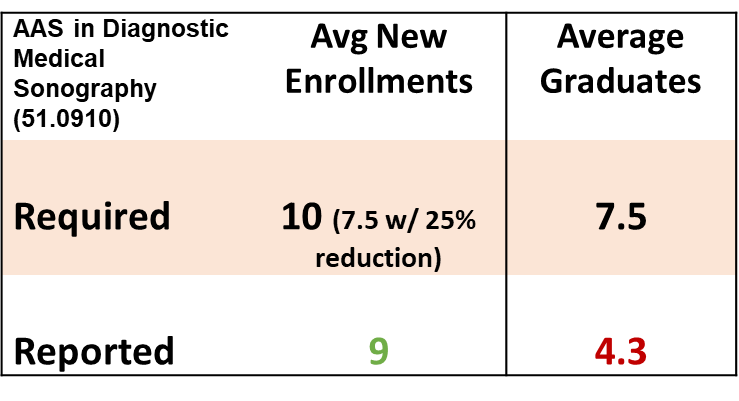 AAS in Diagnostic
Medical
Sonography
(51.0910)
Avg New
Enrollments
Average
Graduates
Required
10 (7.5 w/ 25%
reduction)
7.5
Reported
9
4.3